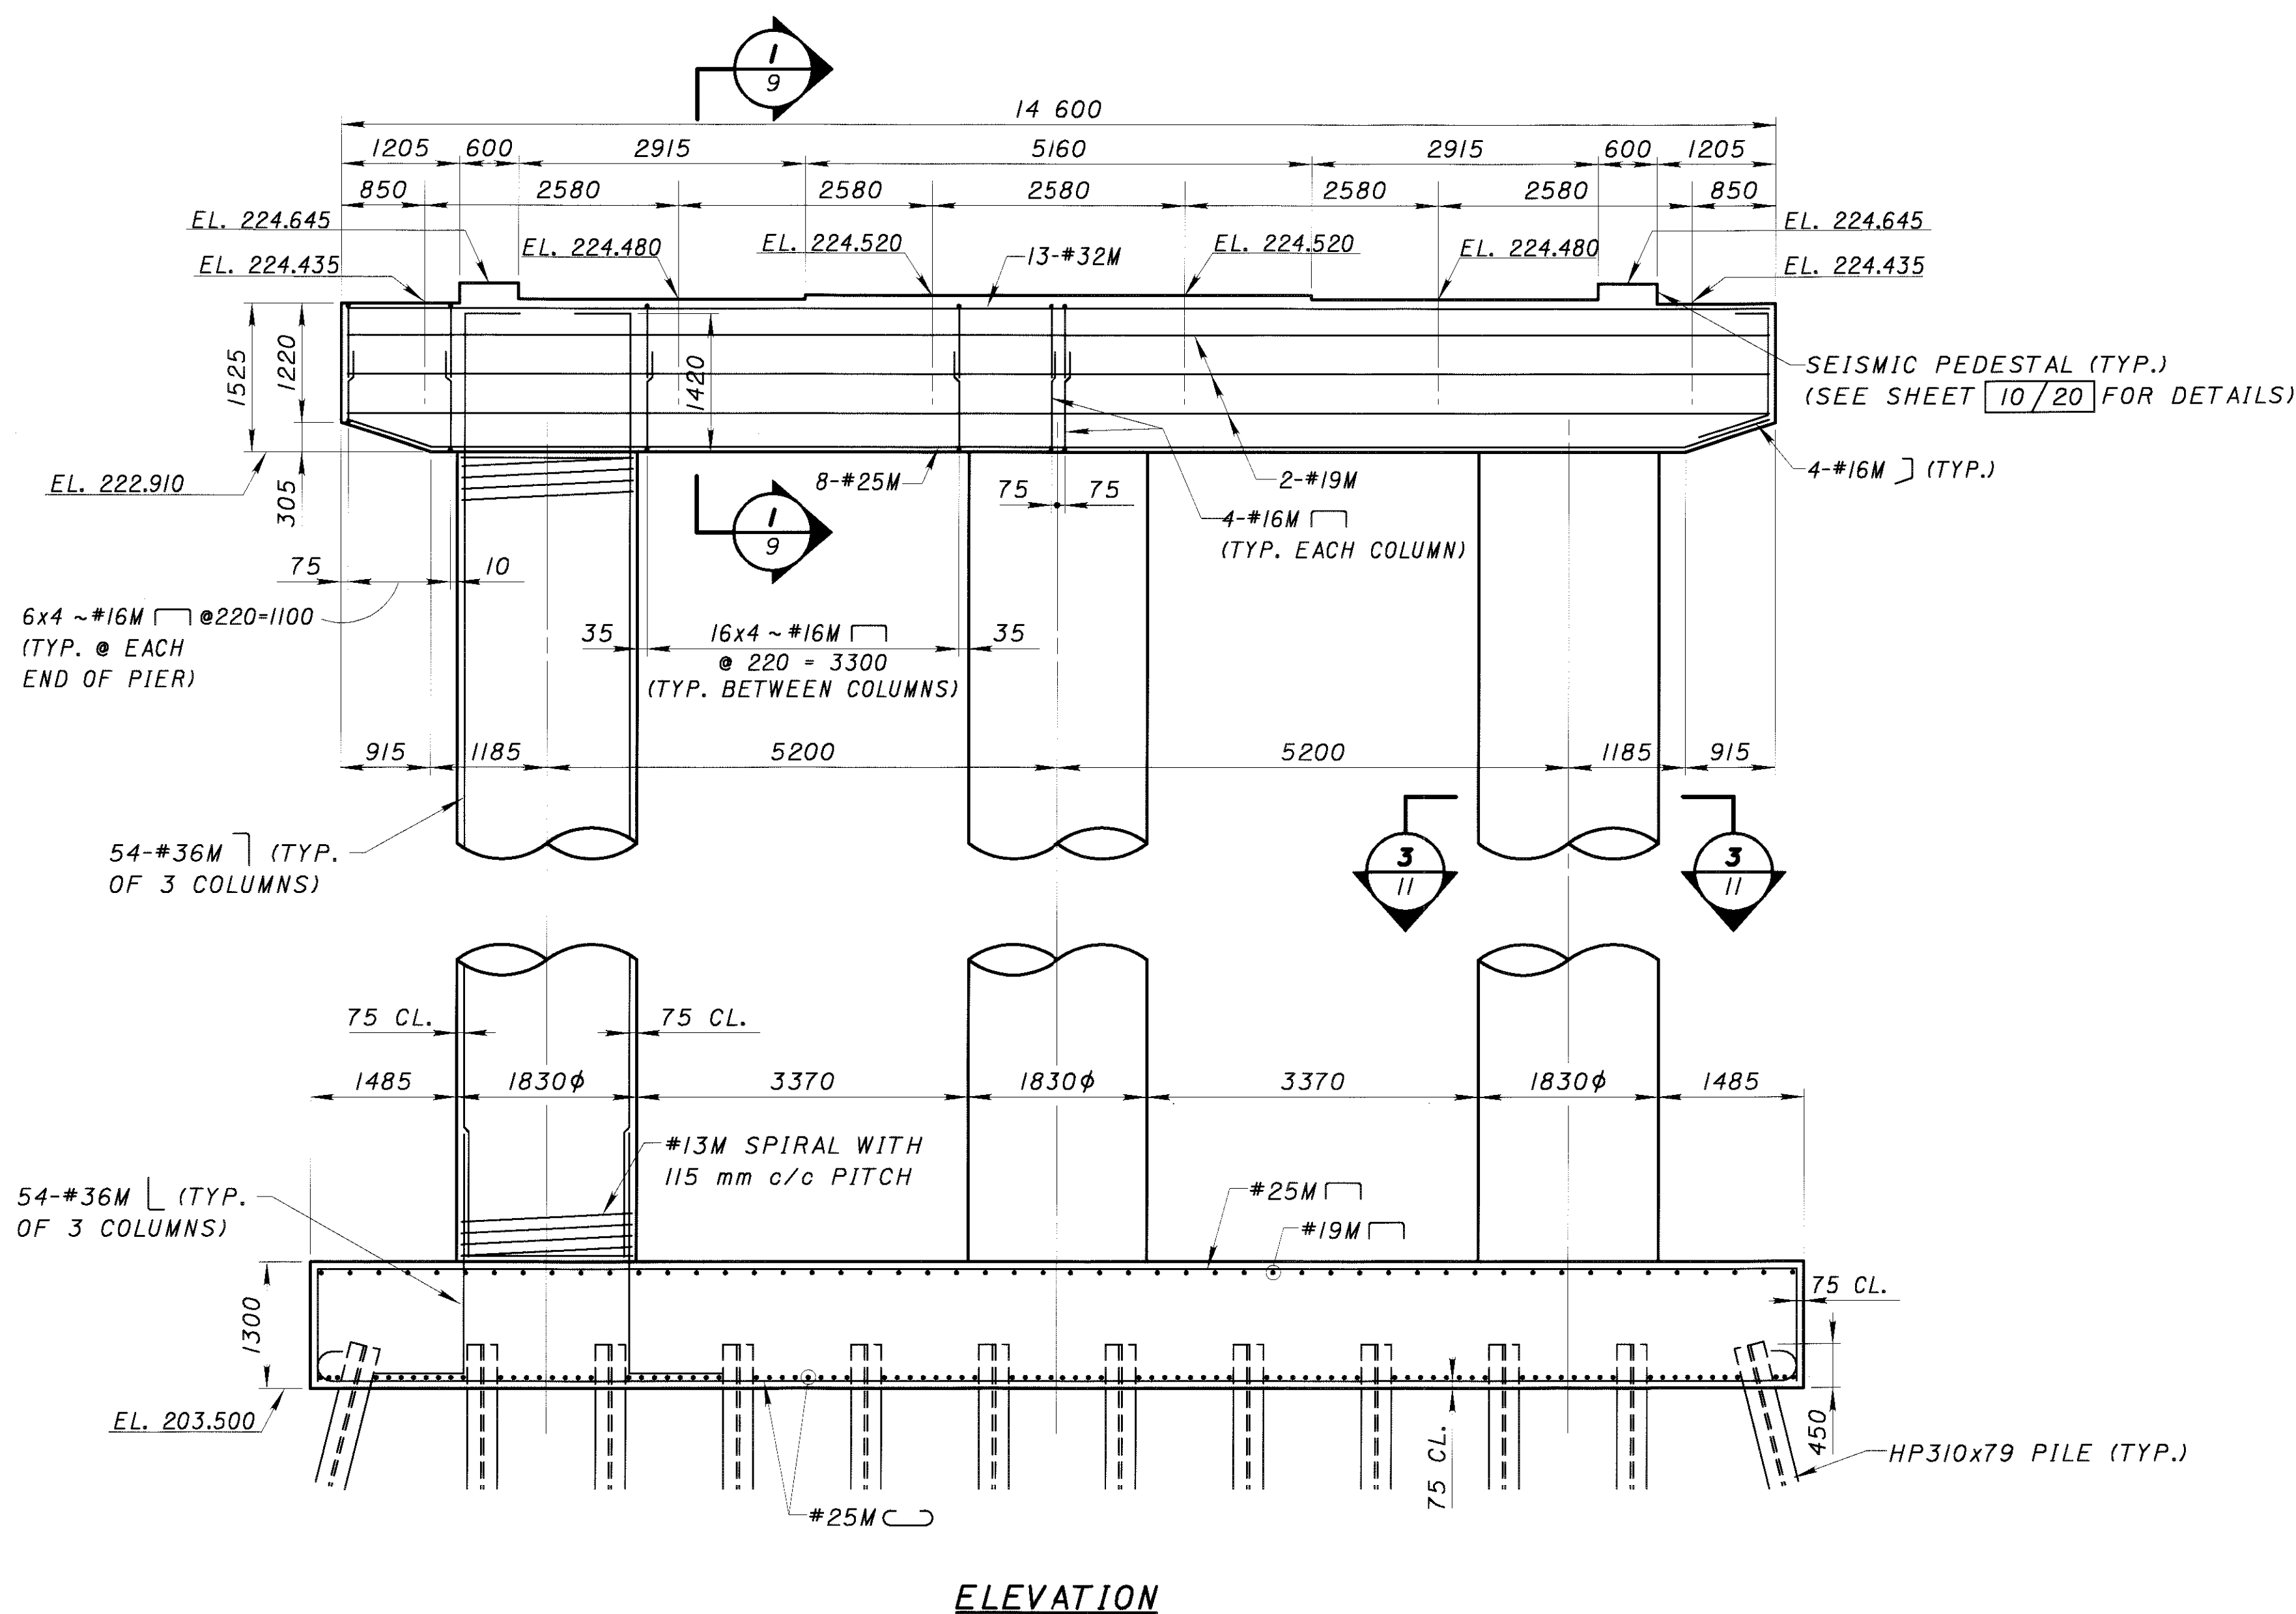 1
9
14 600
1205 600 2915 5160 2915 600 1205
850 2580 2580 2580 2580 2580 850
EL. 224.645
EL. 224.480
EL. 224.520
13-#32M
EL. 224.520
EL. 224.480
EL. 224.645
EL. 224.435
EL. 224.435
1525
1220
1420
SEISMIC PEDESTAL (TYP.)
(SEE SHEET 10/20 FOR DETAILS)
EL. 222.910
305
8-#25M
75 75
2-#19M
4-#16M (TYP.)
4-#16M
(TYP. EACH COLUMN)
1
9
75 10
6x4 ~ #16M @220=1100
(TYP. @ EACH
END OF PIER)
35 16x4 ~ #16M 35
@ 220 = 3300
(TYP. BETWEEN COLUMNS)
915 1185 5200 5200 1185 915
54-#36M (TYP.
OF 3 COLUMNS)
3
11
3
11
75 CL. 75 CL.
1485 1830ϕ 3370 1830ϕ 3370 1830ϕ 1485
#13M SPIRAL WITH
115 mm c/c PITCH
54-#36M (TYP.
OF 3 COLUMNS)
#25M
#19M
1300
75 CL.
EL. 203.500
450
75 CL.
HP310x79 PILE (TYP.)
#25M
ELEVATION